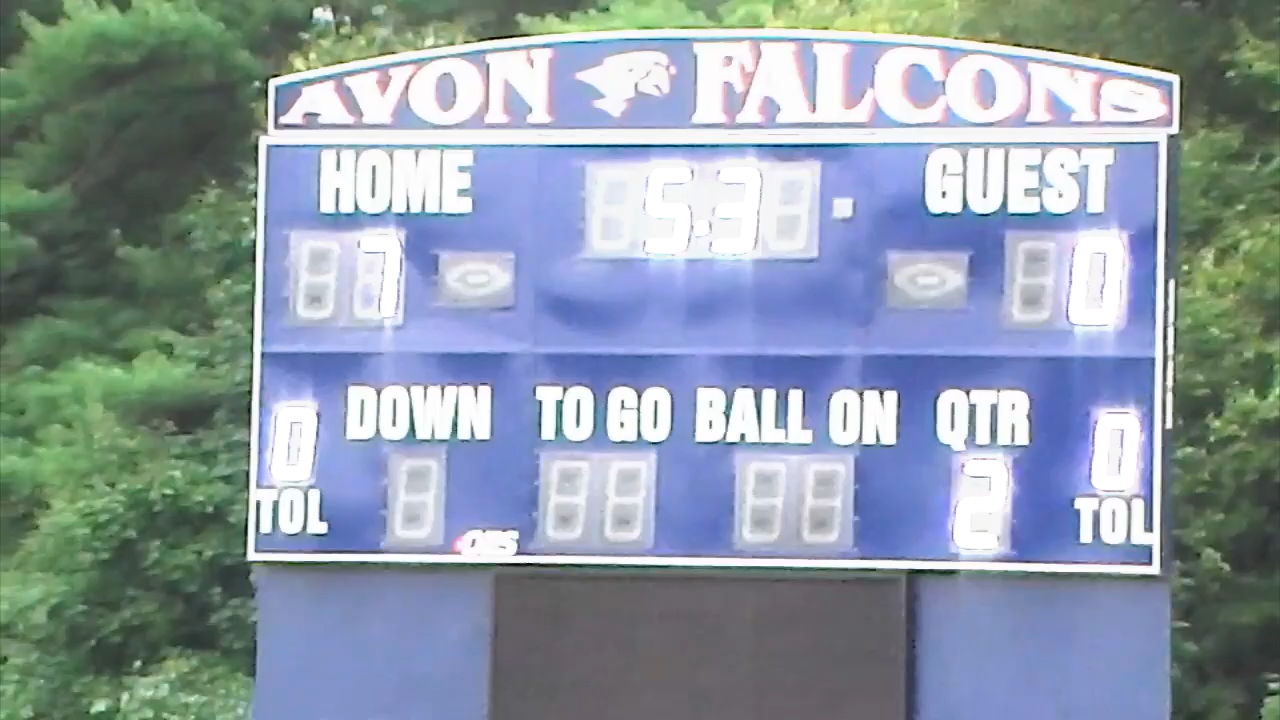 AVON FALCONS
HOME 5.3 GUEST
7 0
DOWN TO GO BALL ON QTR
0 2 0
TOL TOL